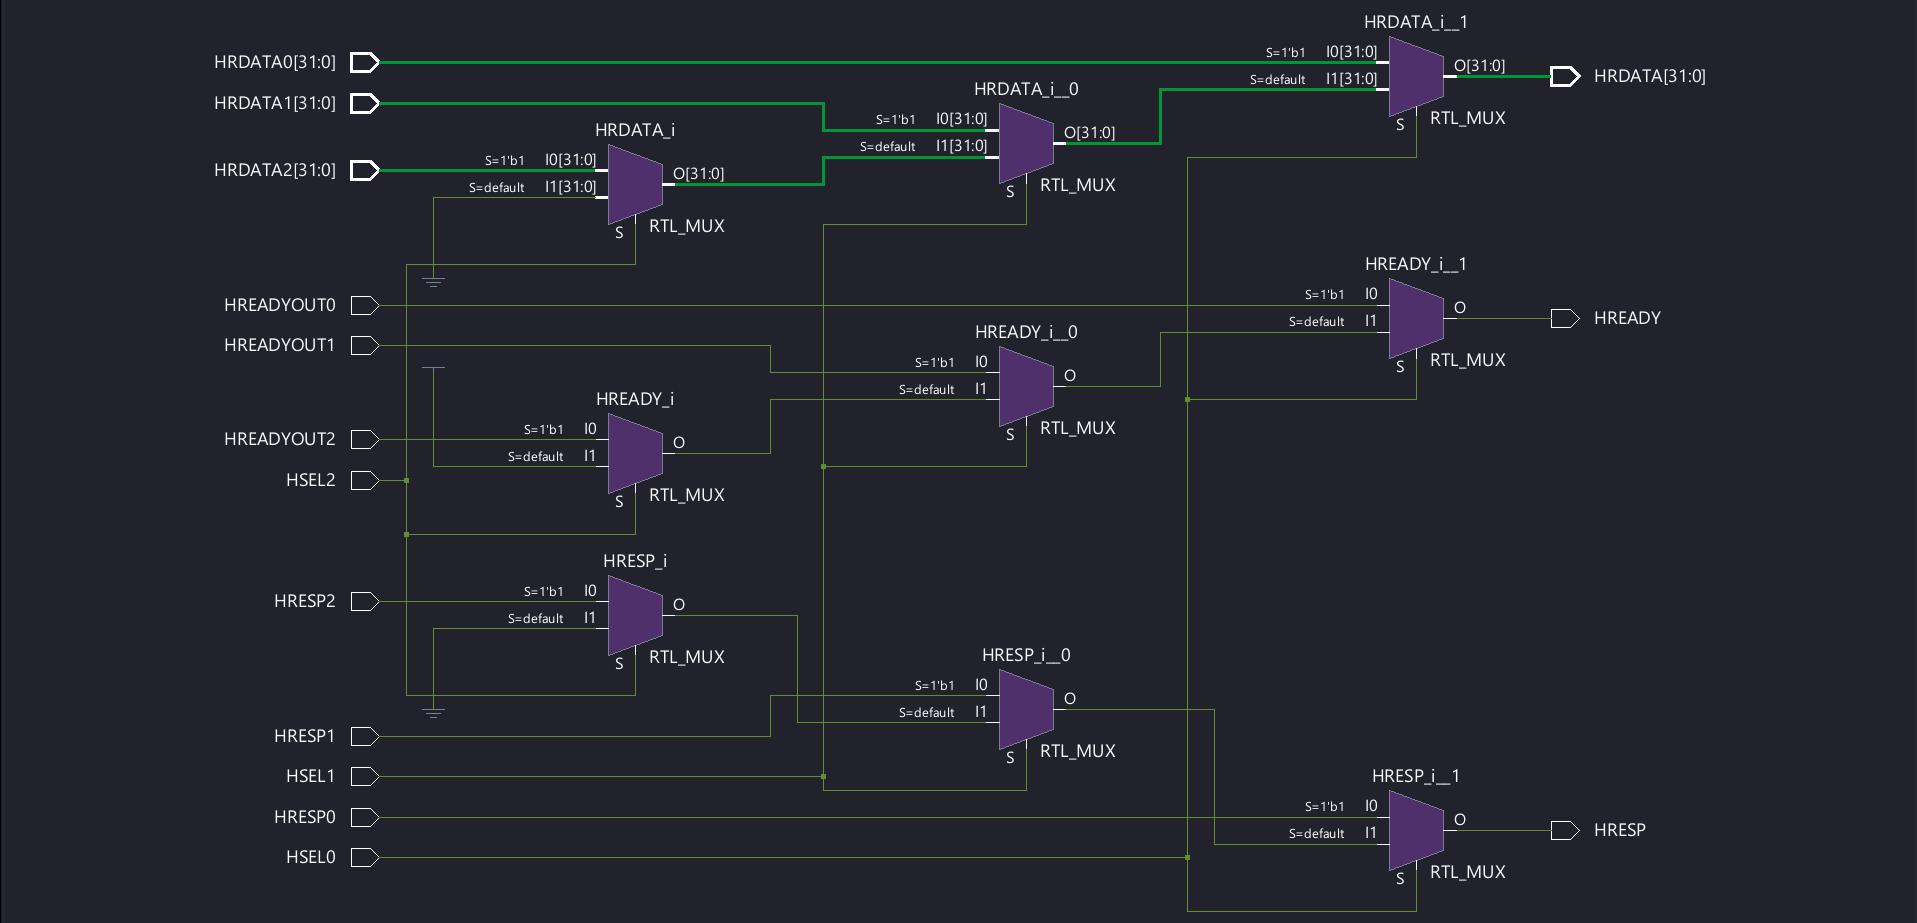 HRDATA_i__1
HRDATA0[31:0]
S=1'b1 I0[31:0]
O[31:0]
S=default I1[31:0]
HRDATA[31:0]
S
RTL_MUX
HRDATA_i__0
HRDATA1[31:0]
S=1'b1 I0[31:0]
O[31:0]
S=default I1[31:0]
S
RTL_MUX
HRDATA_i
HRDATA2[31:0]
S=1'b1 I0[31:0]
O[31:0]
S=default I1[31:0]
S
RTL_MUX
HREADY_i__1
HREADYOUT0
S=1'b1 I0
O
S=default I1
HREADY
S
RTL_MUX
HREADYOUT1
HREADY_i__0
S=1'b1 I0
O
S=default I1
S
RTL_MUX
HREADY_i
HREADYOUT2
S=1'b1 I0
O
S=default I1
HSEL2
S
RTL_MUX
HRESP_i
HRESP2
S=1'b1 I0
O
S=default I1
S
RTL_MUX
HRESP_i__0
S=1'b1 I0
O
S=default I1
S
RTL_MUX
HRESP1
HSEL1
HRESP_i__1
HRESP0
S=1'b1 I0
O
S=default I1
HRESP
HSEL0
S
RTL_MUX